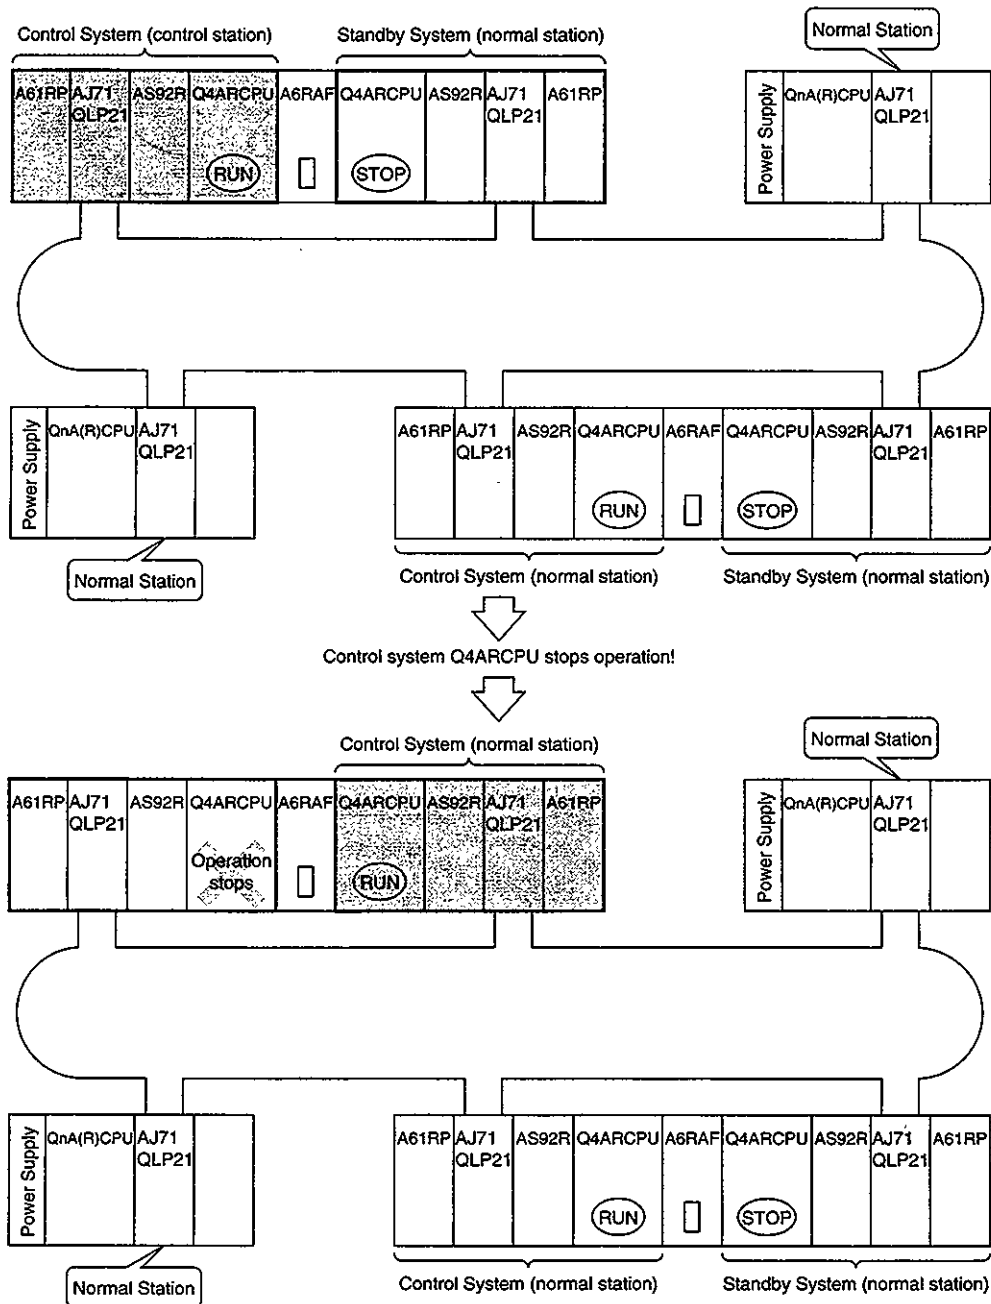 Control System (control station)
Standby System (normal station)
Normal Station
A61RP AJ71 QLP21 AS92R Q4ARCPU A6RAF Q4ARCPU AS92R AJ71 QLP21 A61RP
RUN STOP
Power Supply QnA(R)CPU AJ71 QLP21
Power Supply QnA(R)CPU AJ71 QLP21
Normal Station
A61RP AJ71 QLP21 AS92R Q4ARCPU A6RAF Q4ARCPU AS92R AJ71 QLP21 A61RP
RUN STOP
Control System (normal station)
Standby System (normal station)
Control system Q4ARCPU stops operation!
Control System (normal station)
Normal Station
A61RP AJ71 QLP21 AS92R Q4ARCPU A6RAF Q4ARCPU AS92R AJ71 QLP21 A61RP
Operation stops
RUN
Power Supply QnA(R)CPU AJ71 QLP21
Power Supply QnA(R)CPU AJ71 QLP21
Normal Station
A61RP AJ71 QLP21 AS92R Q4ARCPU A6RAF Q4ARCPU AS92R AJ71 QLP21 A61RP
RUN STOP
Control System (normal station)
Standby System (normal station)